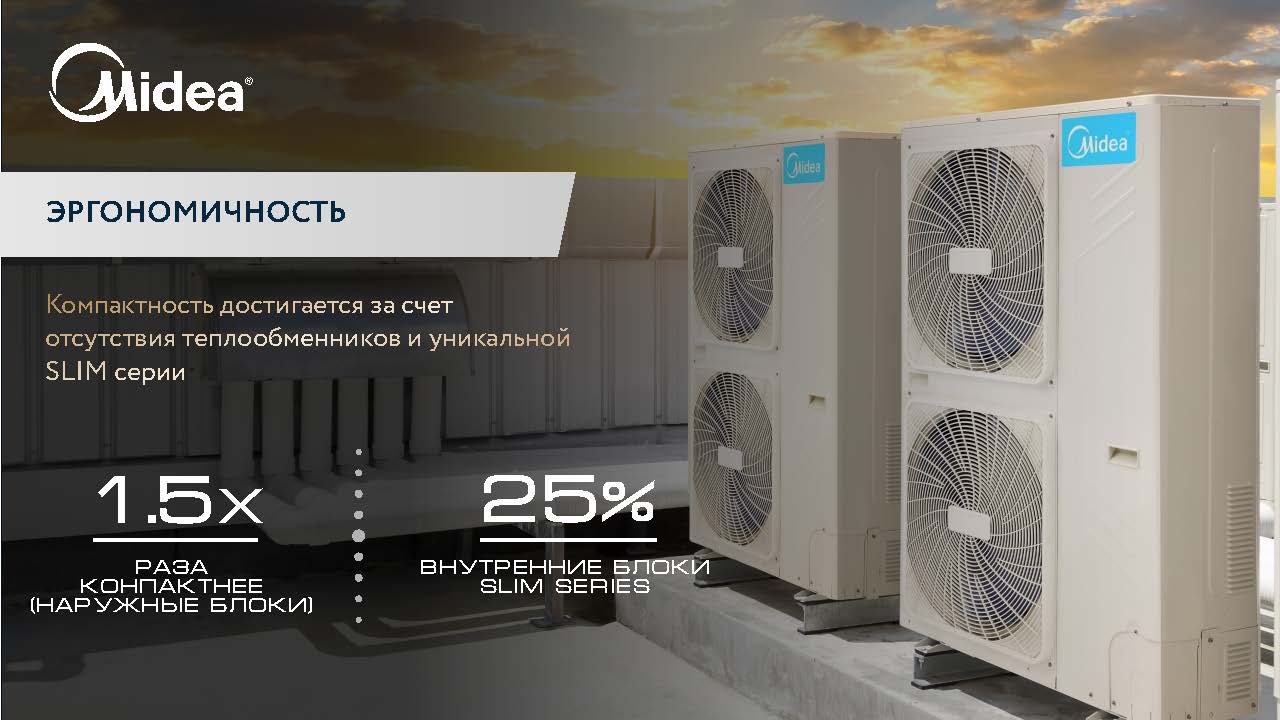 Midea®
ЭРГОНОМИЧНОСТЬ
Компактность достигается за счет
отсутствия теплообменников и уникальной
SLIM серии
1.5X
РАЗА
КОНПАКТНЕЕ
(НАРУЖНЫЕ БЛОКИ)
25%
ВНУТРЕННИЕ БЛОКИ
SLIM SERIES
Midea
Midea